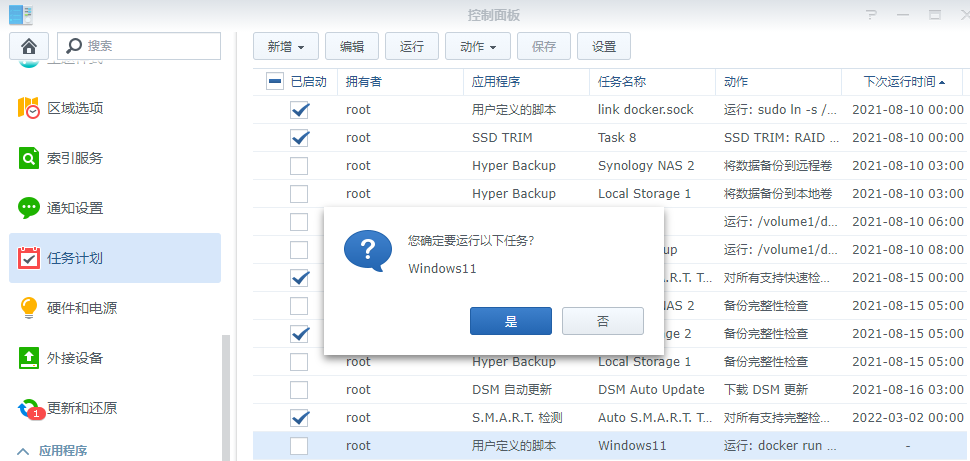 控制面板
搜索
新增 编辑 运行 动作 保存 设置
区域选项
索引服务
通知设置
任务计划
硬件和电源
外接设备
更新和还原
1
应用程序
已启动 拥有者 应用程序 任务名称 动作 下次运行时间
root 用户定义的脚本 link docker.sock 运行: sudo ln -s /... 2021-08-10 00:00
root SSD TRIM Task 8 SSD TRIM: RAID ... 2021-08-10 00:00
root Hyper Backup Synology NAS 2 将数据备份到远程卷 2021-08-10 03:00
root Hyper Backup Local Storage 1 将数据备份到本地卷 2021-08-10 03:00
运行: /volume1/d... 2021-08-10 06:00
up 运行: /volume1/d... 2021-08-10 08:00
.A.R.T. T... 对所有支持快速检... 2021-08-15 00:00
NAS 2 备份完整性检查 2021-08-15 05:00
ge 2 备份完整性检查 2021-08-15 05:00
root Hyper Backup Local Storage 1 备份完整性检查 2021-08-15 05:00
root DSM 自动更新 DSM Auto Update 下载 DSM 更新 2021-08-16 03:00
root S.M.A.R.T. 检测 Auto S.M.A.R.T. T... 对所有支持完整检... 2022-03-02 00:00
root 用户定义的脚本 Windows11 运行: docker run ... -
您确定要运行以下任务?
Windows11
是 否